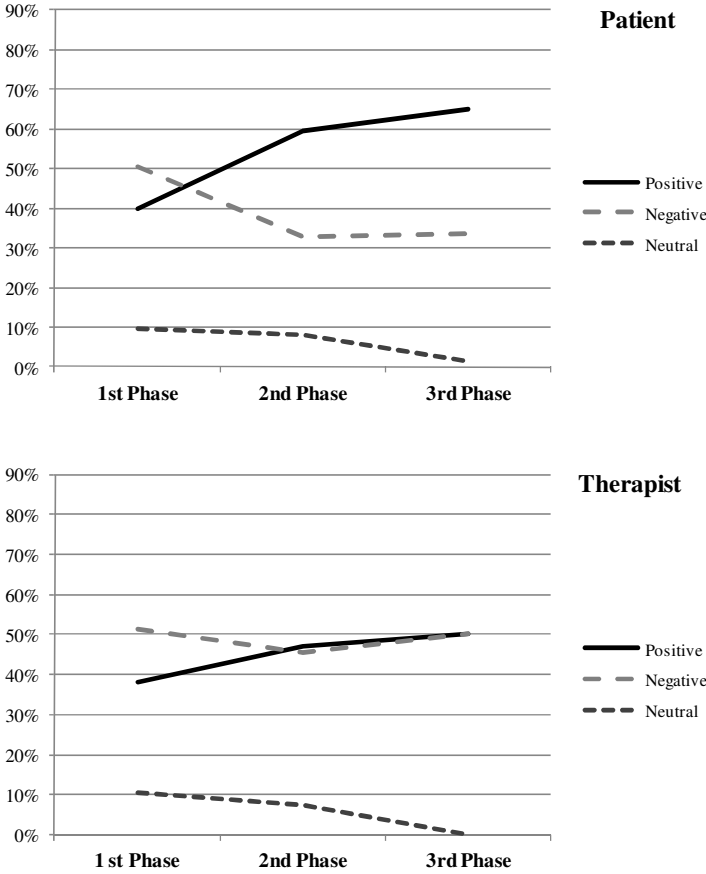 Patient
90%
80%
70%
60%
50%
40%
30%
20%
10%
0%
1st Phase 2nd Phase 3rd Phase
Positive
Negative
Neutral
Therapist
90%
80%
70%
60%
50%
40%
30%
20%
10%
0%
1st Phase 2nd Phase 3rd Phase
Positive
Negative
Neutral